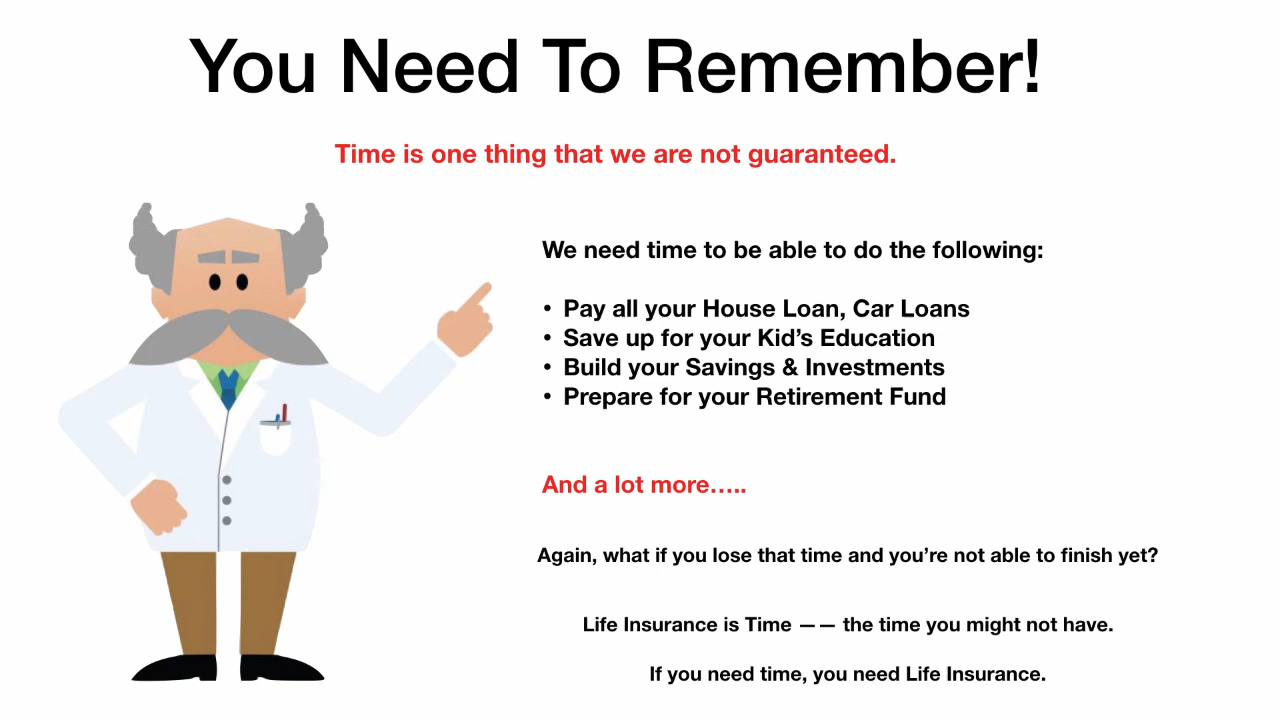 You Need To Remember!
Time is one thing that we are not guaranteed.
We need time to be able to do the following:
• Pay all your House Loan, Car Loans
• Save up for your Kid’s Education
• Build your Savings & Investments
• Prepare for your Retirement Fund
And a lot more…..
Again, what if you lose that time and you’re not able to finish yet?
Life Insurance is Time —— the time you might not have.
If you need time, you need Life Insurance.